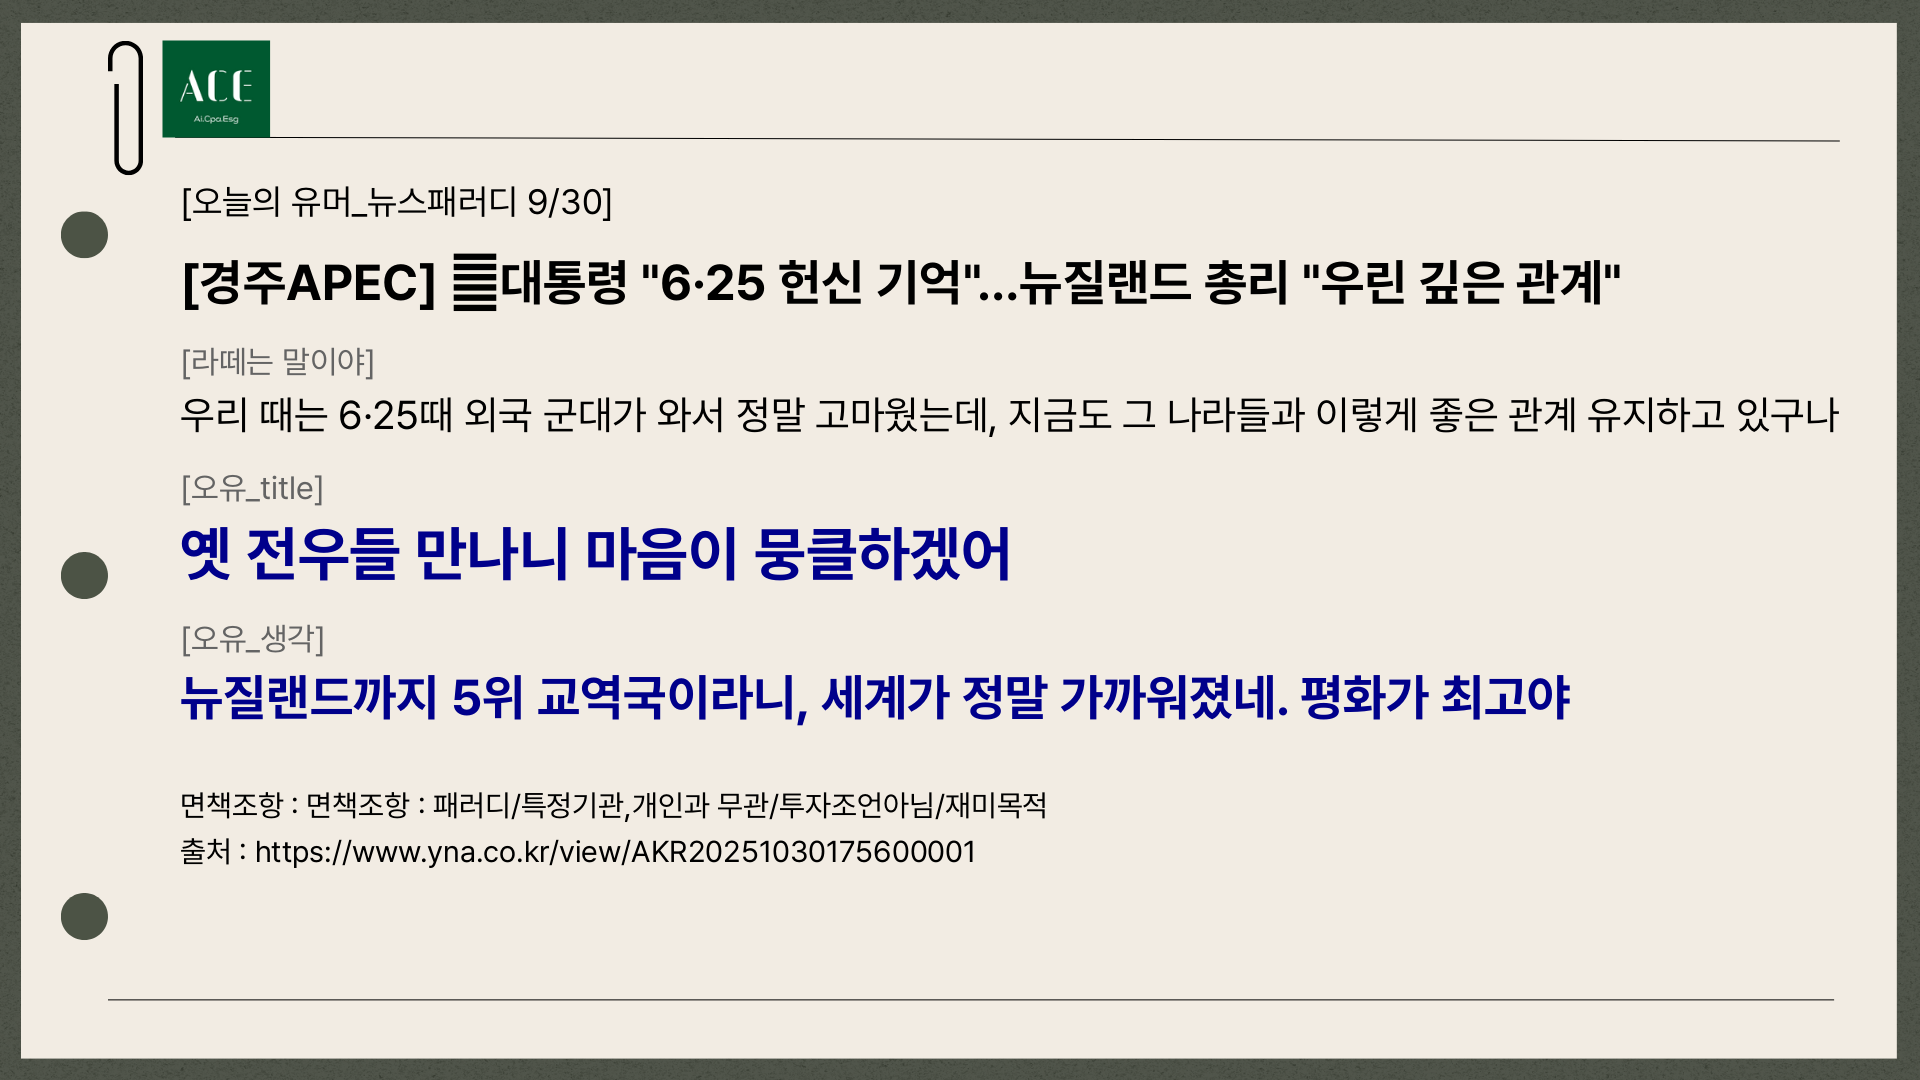 ACE
Ai.Cpa.Esg
[오늘의 유머_뉴스패러디 9/30]
[경주APEC] 대통령 "6·25 헌신 기억"...뉴질랜드 총리 "우린 깊은 관계"
[라떼는 말이야]
우리 때는 6·25때 외국 군대가 와서 정말 고마웠는데, 지금도 그 나라들과 이렇게 좋은 관계 유지하고 있구나
[오유_title]
옛 전우들 만나니 마음이 뭉클하겠어
[오유_생각]
뉴질랜드까지 5위 교역국이라니, 세계가 정말 가까워졌네. 평화가 최고야
면책조항 : 면책조항 : 패러디/특정기관,개인과 무관/투자조언아님/재미목적
출처 : https://www.yna.co.kr/view/AKR20251030175600001